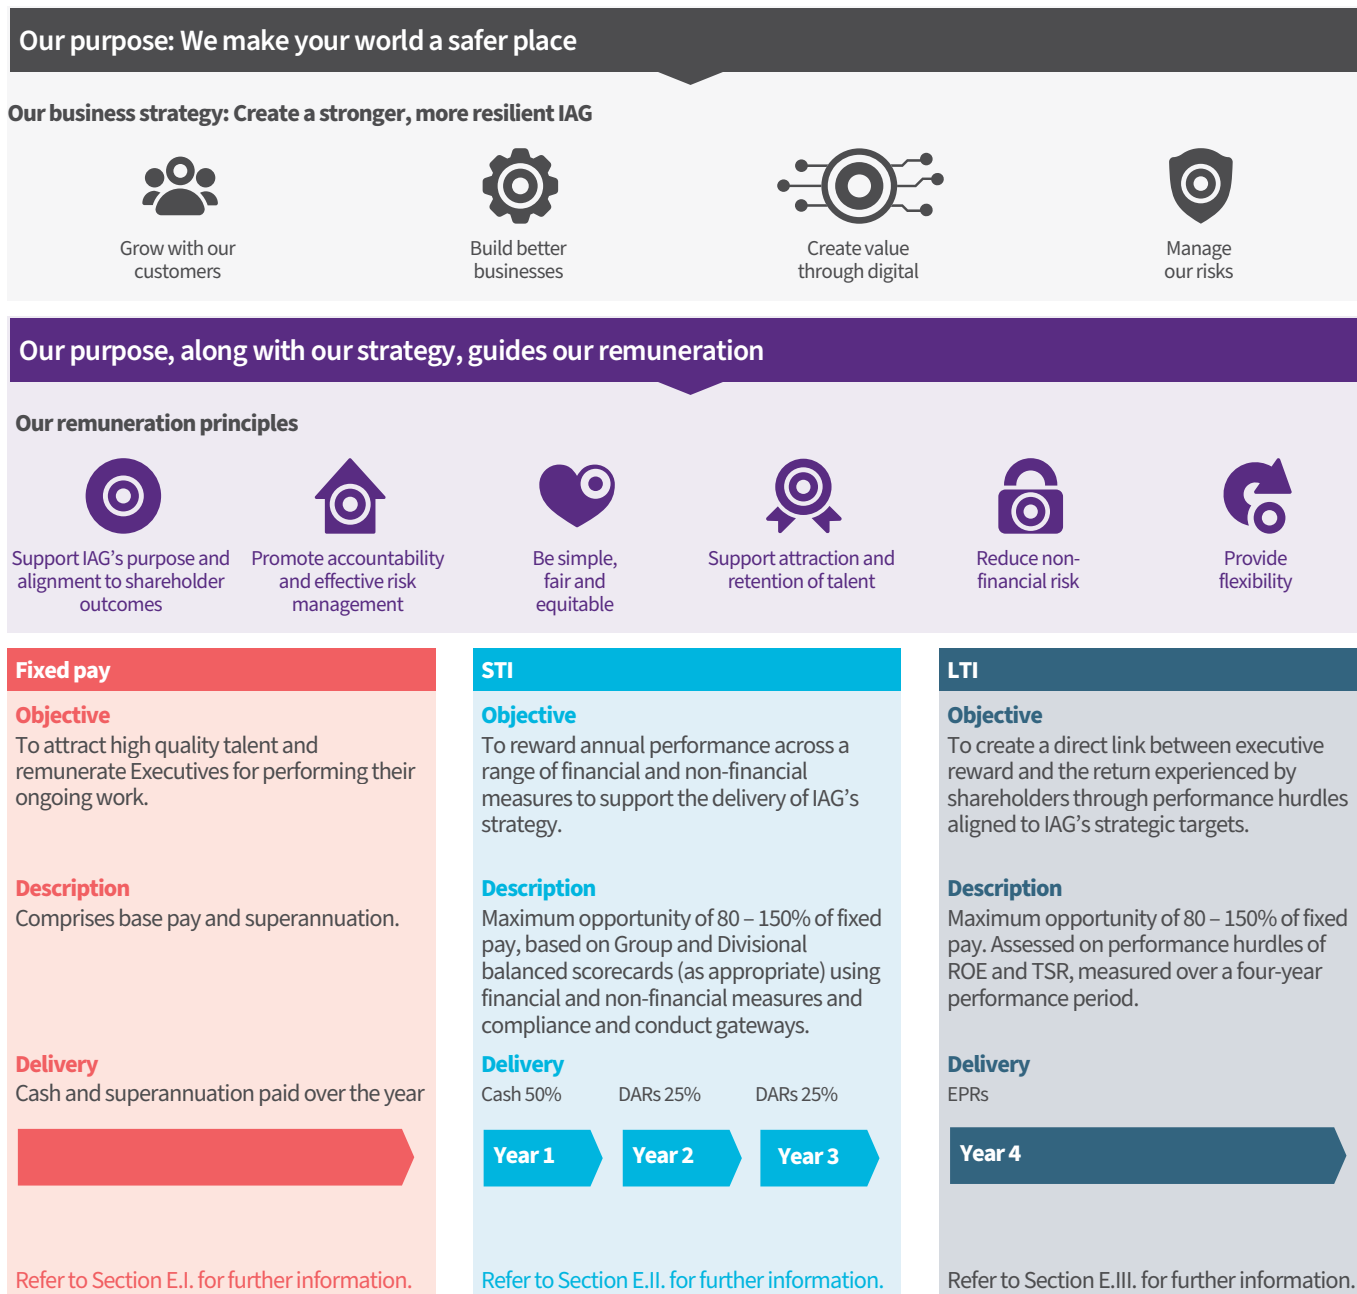 Our purpose: We make your world a safer place
Our business strategy: Create a stronger, more resilient IAG
Grow with our
customers
Build better
businesses
Create value
through digital
Manage
our risks
Our purpose, along with our strategy, guides our remuneration
Our remuneration principles
Support IAG's purpose and
alignment to shareholder
outcomes
Promote accountability
and effective risk
management
Be simple,
fair and
equitable
Support attraction and
retention of talent
Reduce non-
financial risk
Provide
flexibility
Fixed pay
Objective
To attract high quality talent and
remunerate Executives for performing their
ongoing work.
Description
Comprises base pay and superannuation.
Delivery
Cash and superannuation paid over the year
Refer to Section E.I. for further information.
STI
Objective
To reward annual performance across a
range of financial and non-financial
measures to support the delivery of IAG's
strategy.
Description
Maximum opportunity of 80 – 150% of fixed
pay, based on Group and Divisional
balanced scorecards (as appropriate) using
financial and non-financial measures and
compliance and conduct gateways.
Delivery
Cash 50% DARs 25% DARs 25%
Year 1 Year 2 Year 3
Refer to Section E.II. for further information.
LTI
Objective
To create a direct link between executive
reward and the return experienced by
shareholders through performance hurdles
aligned to IAG's strategic targets.
Description
Maximum opportunity of 80 – 150% of fixed
pay. Assessed on performance hurdles of
ROE and TSR, measured over a four-year
performance period.
Delivery
EPRs
Year 4
Refer to Section E.III. for further information.